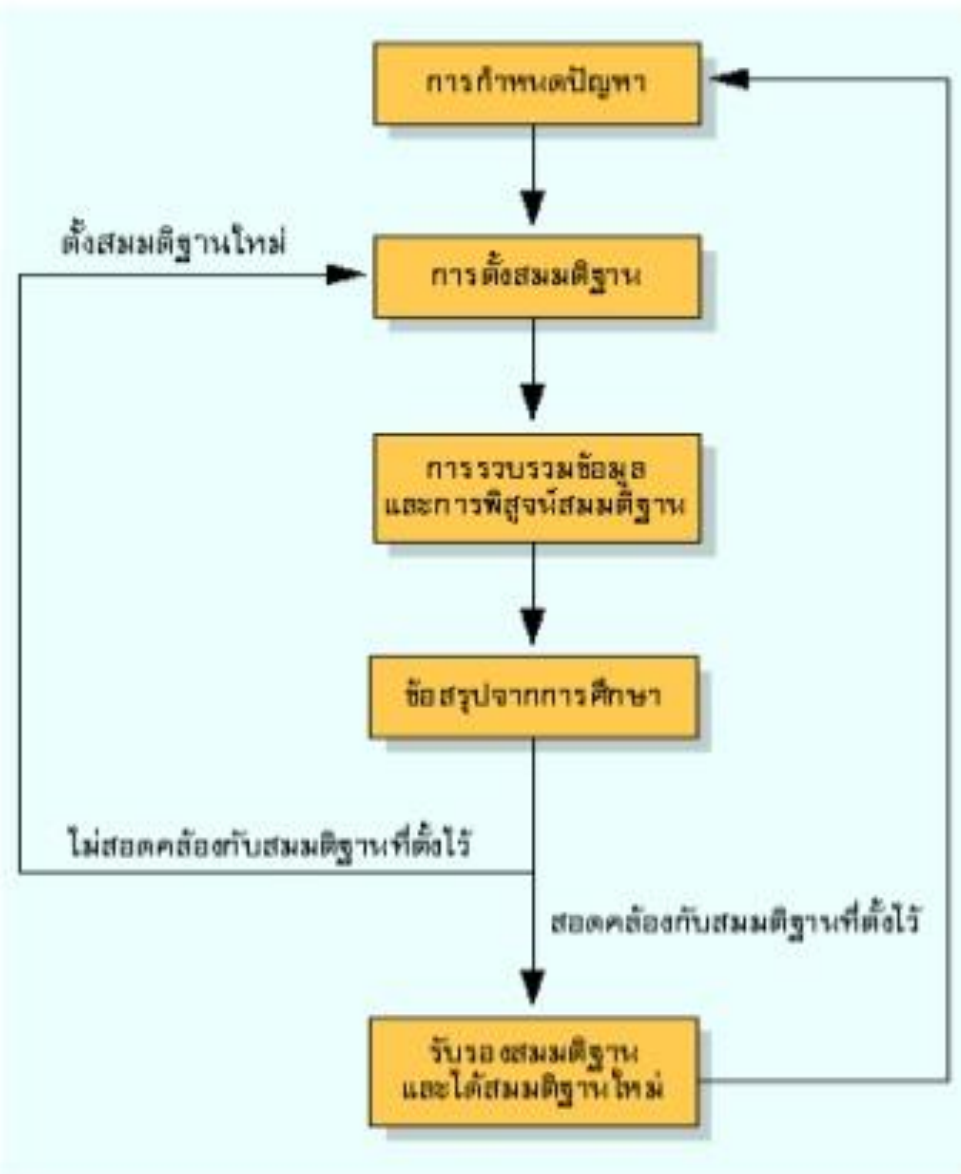 การกำหนดปัญหา
ตั้งสมมติฐานใหม่
การตั้งสมมติฐาน
การรวบรวมข้อมูล
และการพิสูจน์สมมติฐาน
ข้อสรุปจากการศึกษา
ไม่สอดคล้องกับสมมติฐานที่ตั้งไว้
สอดคล้องกับสมมติฐานที่ตั้งไว้
รับรองสมมติฐาน
และได้สมมติฐานใหม่